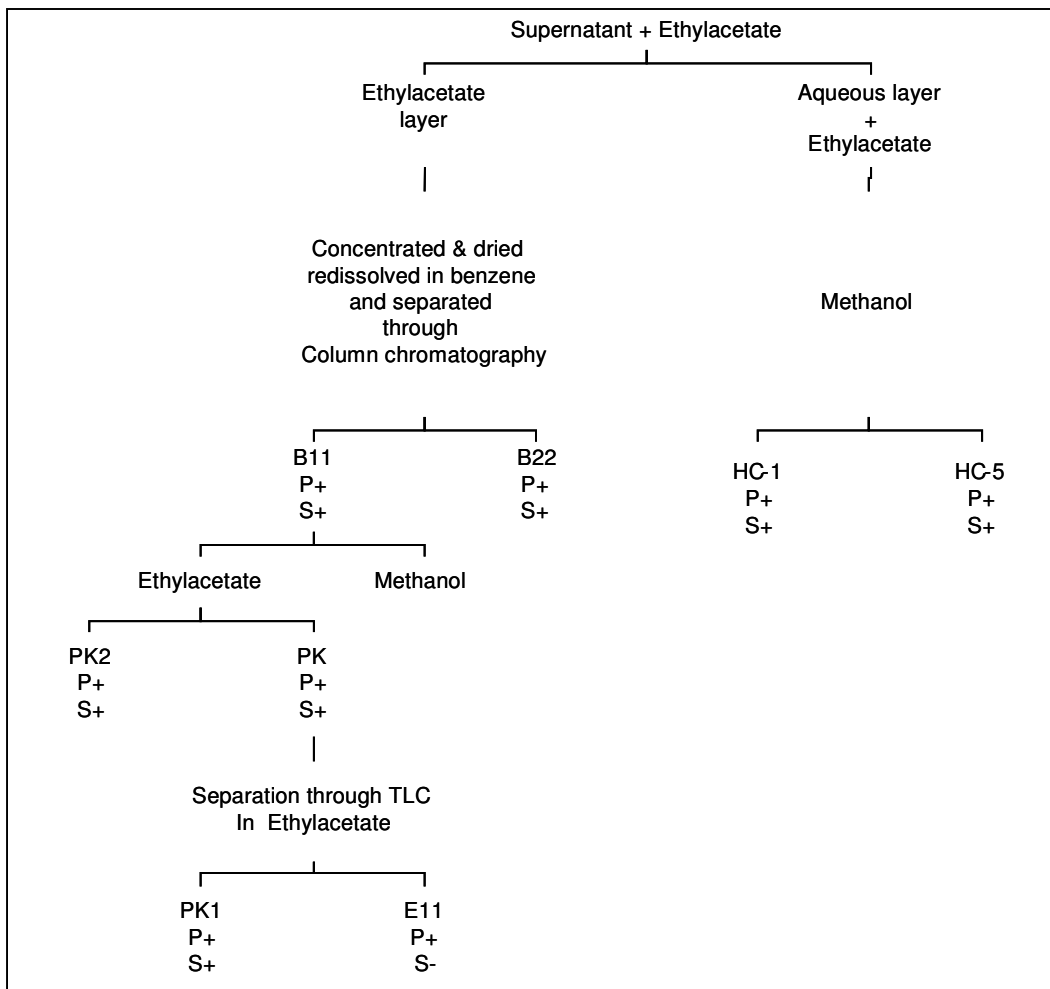 Supernatant + Ethylacetate
Ethylacetate
layer
Aqueous layer
+
Ethylacetate
Concentrated & dried
redissolved in benzene
and separated
through
Column chromatography
Methanol
B11
P+
S+
B22
P+
S+
HC-1
P+
S+
HC-5
P+
S+
Ethylacetate
Methanol
PK2
P+
S+
PK
P+
S+
Separation through TLC
In Ethylacetate
PK1
P+
S+
E11
P+
S-